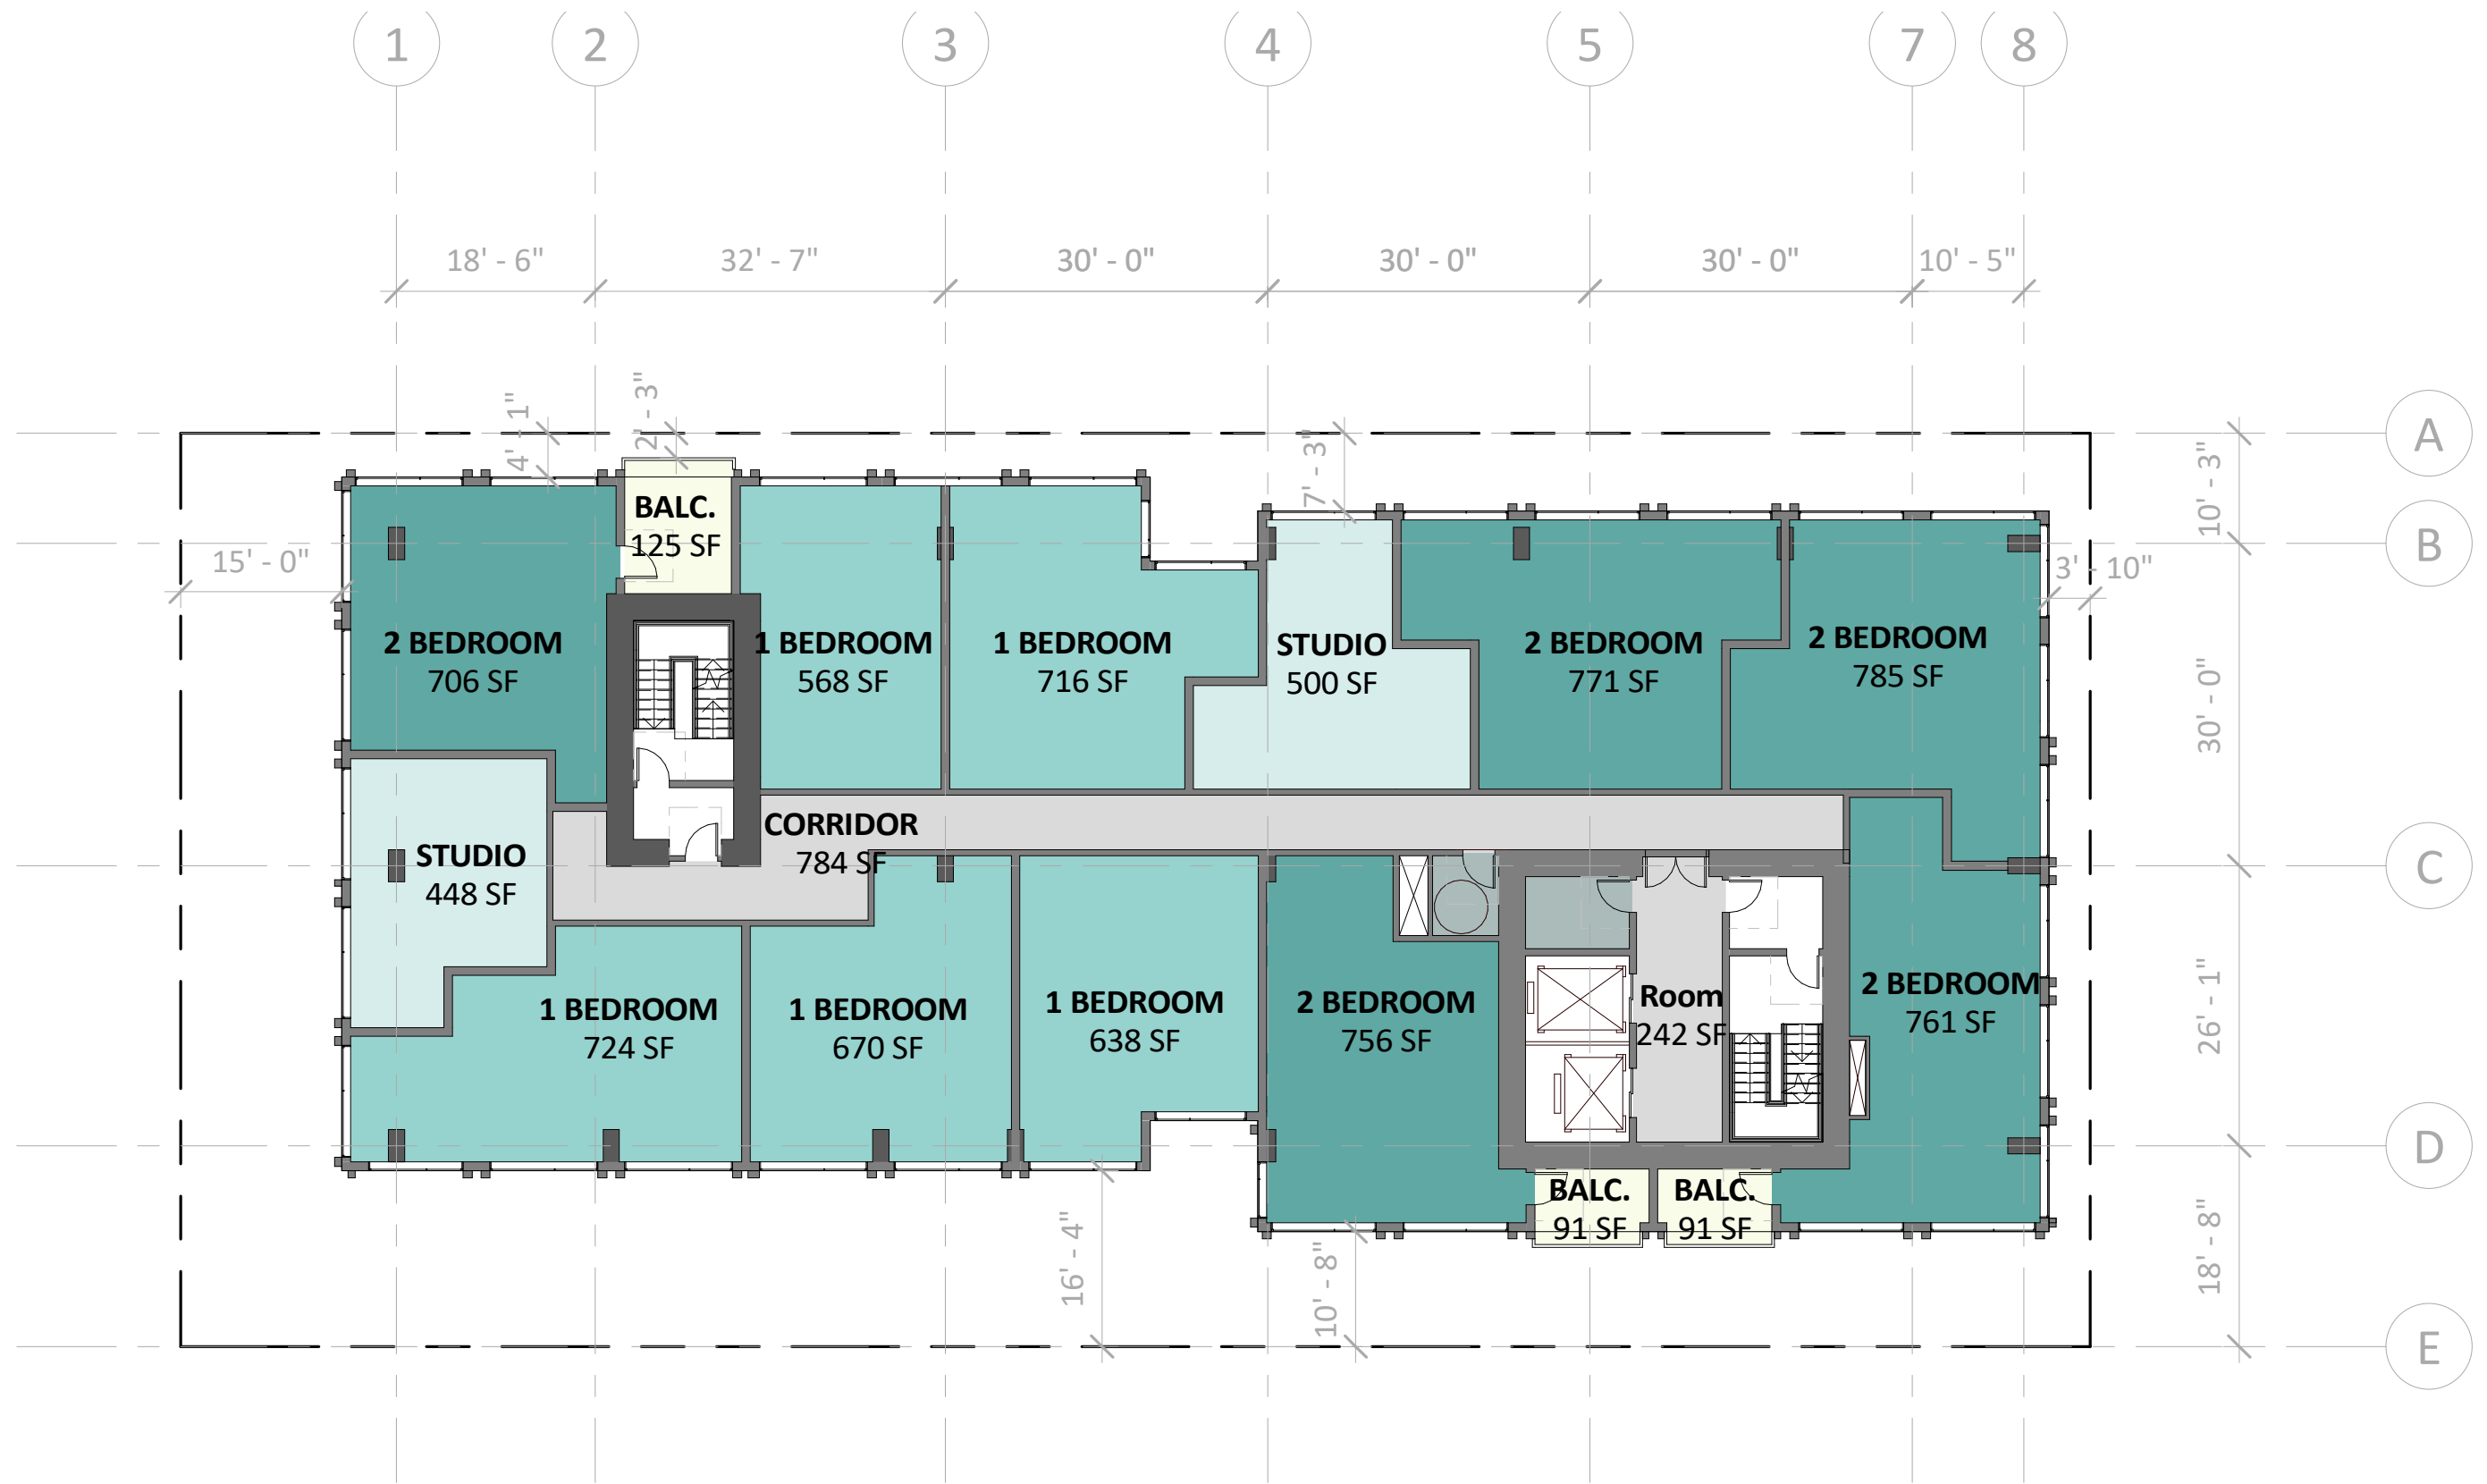 1
2
3
4
5
7
8
18' - 6"
32' - 7"
30' - 0"
30' - 0"
30' - 0"
10' - 5"
4' - 1"
2' - 3"
7' - 3"
A
10' - 3"
B
15' - 0"
3' - 10"
BALC.
125 SF
2 BEDROOM
706 SF
1 BEDROOM
568 SF
1 BEDROOM
716 SF
STUDIO
500 SF
2 BEDROOM
771 SF
2 BEDROOM
785 SF
30' - 0"
CORRIDOR
784 SF
STUDIO
448 SF
C
1 BEDROOM
724 SF
1 BEDROOM
670 SF
1 BEDROOM
638 SF
2 BEDROOM
756 SF
Room
242 SF
2 BEDROOM
761 SF
26' - 1"
D
BALC.
91 SF
BALC.
91 SF
16' - 4"
10' - 8"
18' - 8"
E